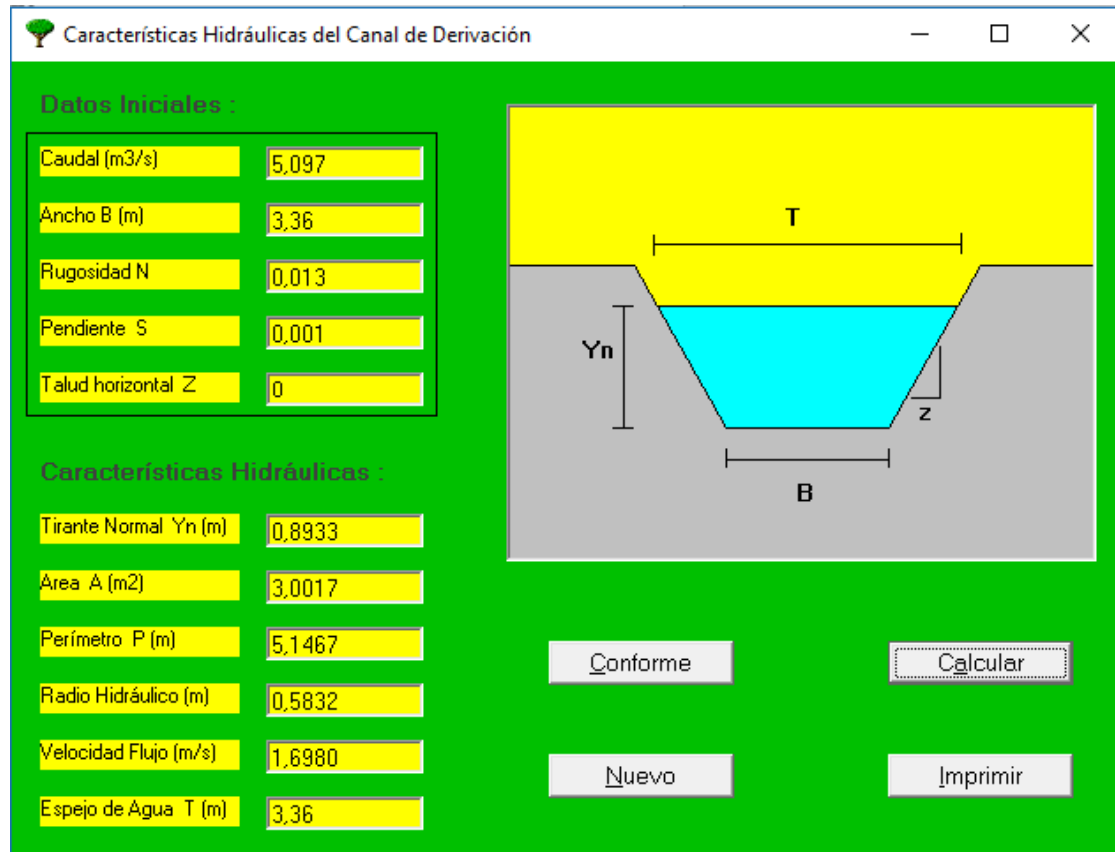 Características Hidráulicas del Canal de Derivación
Datos Iniciales :
Caudal (m3/s) 5,097
Ancho B (m) 3,36
Rugosidad N 0,013
Pendiente S 0,001
Talud horizontal Z 0
Características Hidráulicas :
Tirante Normal Yn (m) 0,8933
Area A (m2) 3,0017
Perímetro P (m) 5,1467
Radio Hidráulico (m) 0,5832
Velocidad Flujo (m/s) 1,6980
Espejo de Agua T (m) 3,36
T
Yn
z
B
Conforme
Calcular
Nuevo
Imprimir